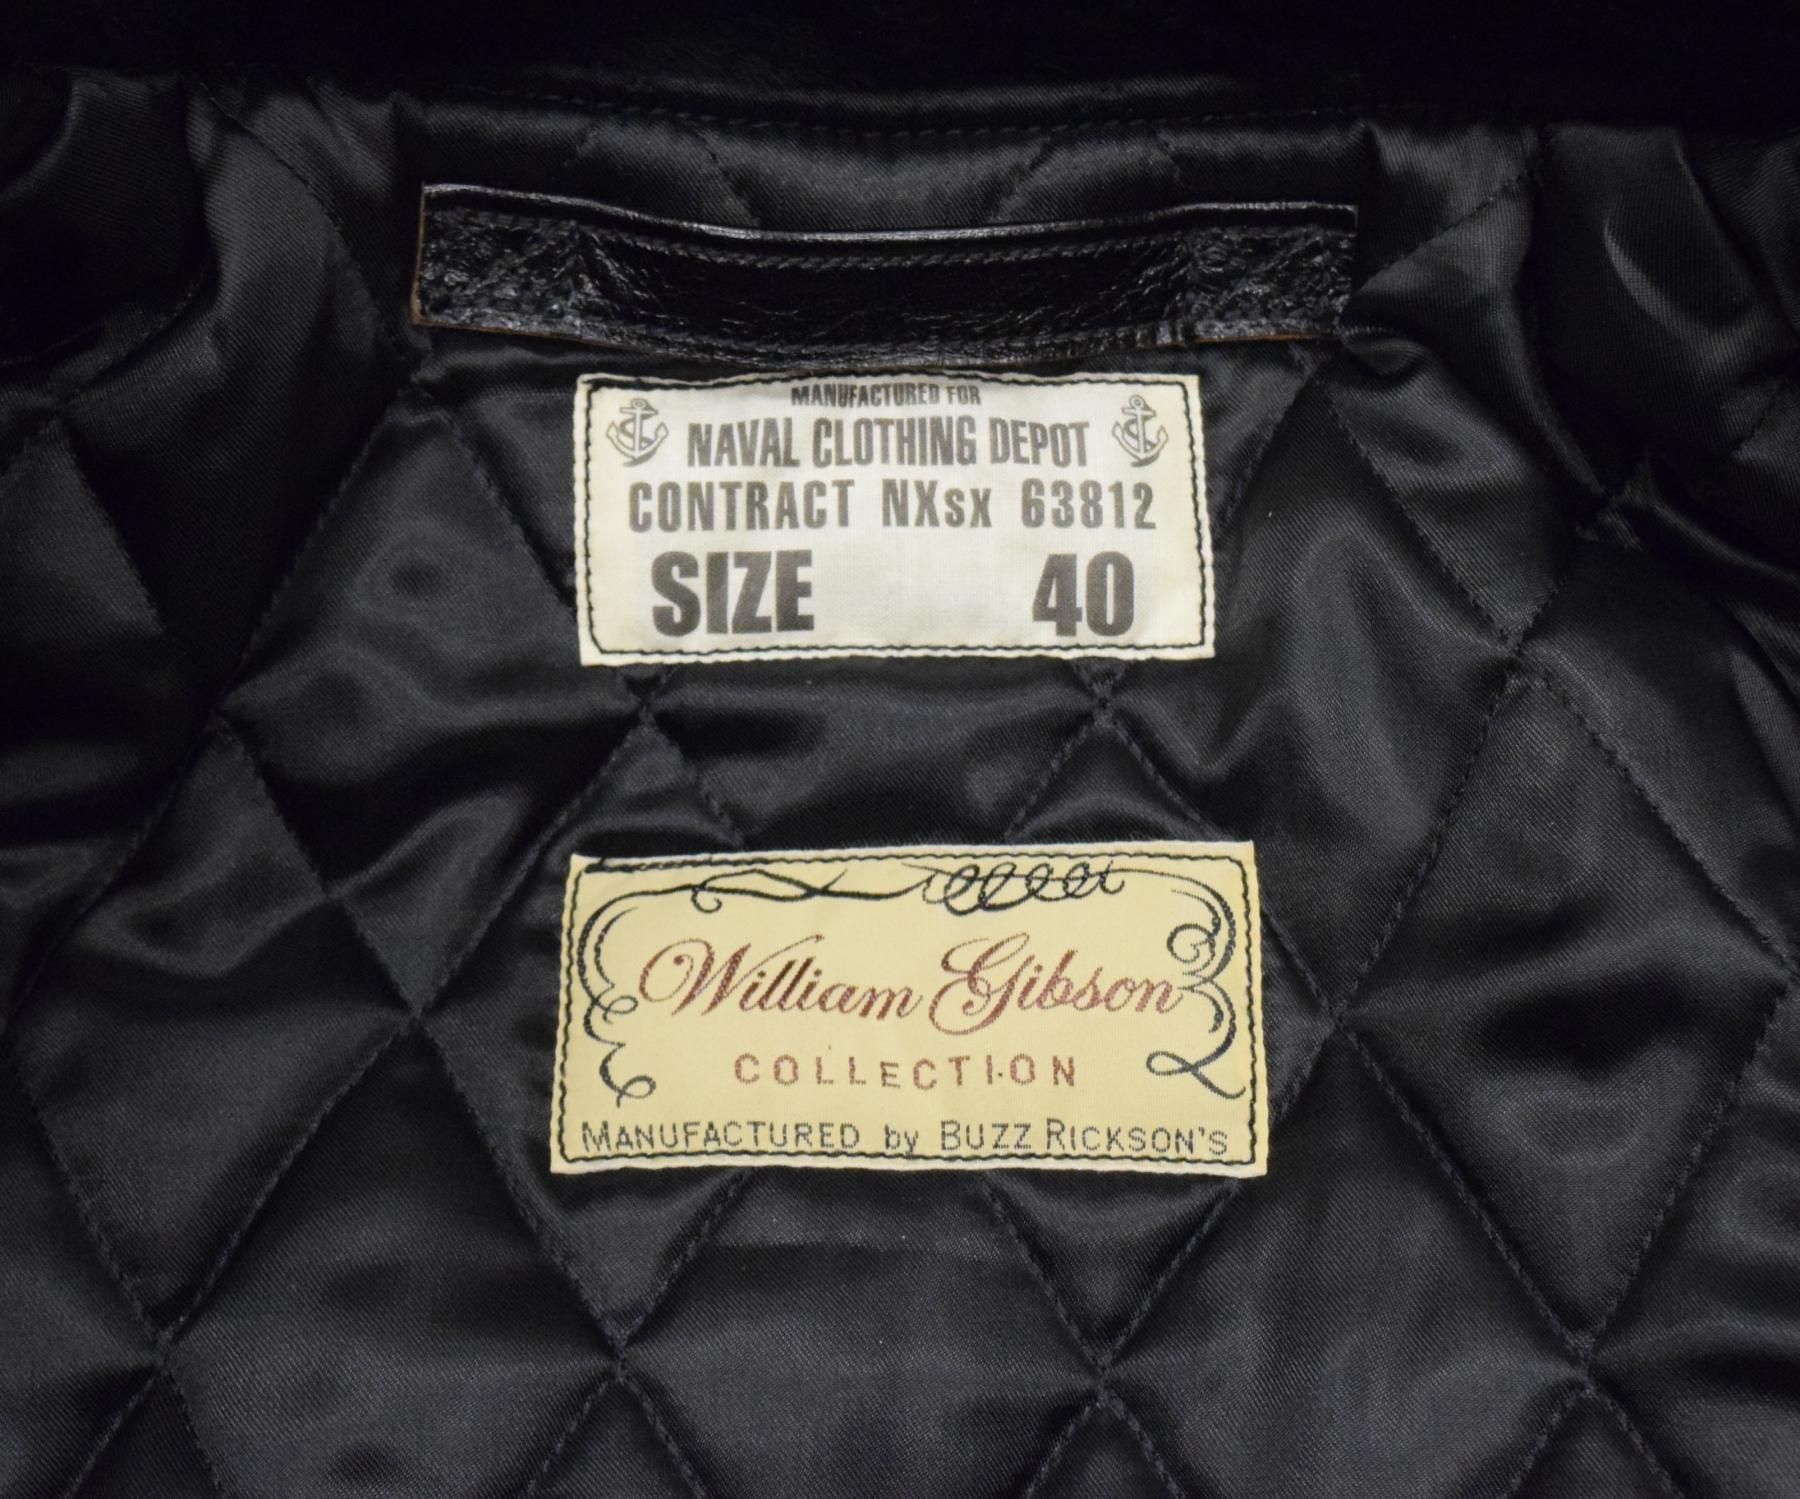 MANUFACTURED FOR
NAVAL CLOTHING DEPOT
CONTRACT NXsx 63812
SIZE 40
William Gibson
COLLECTION
MANUFACTURED by BUZZ RICKSON'S